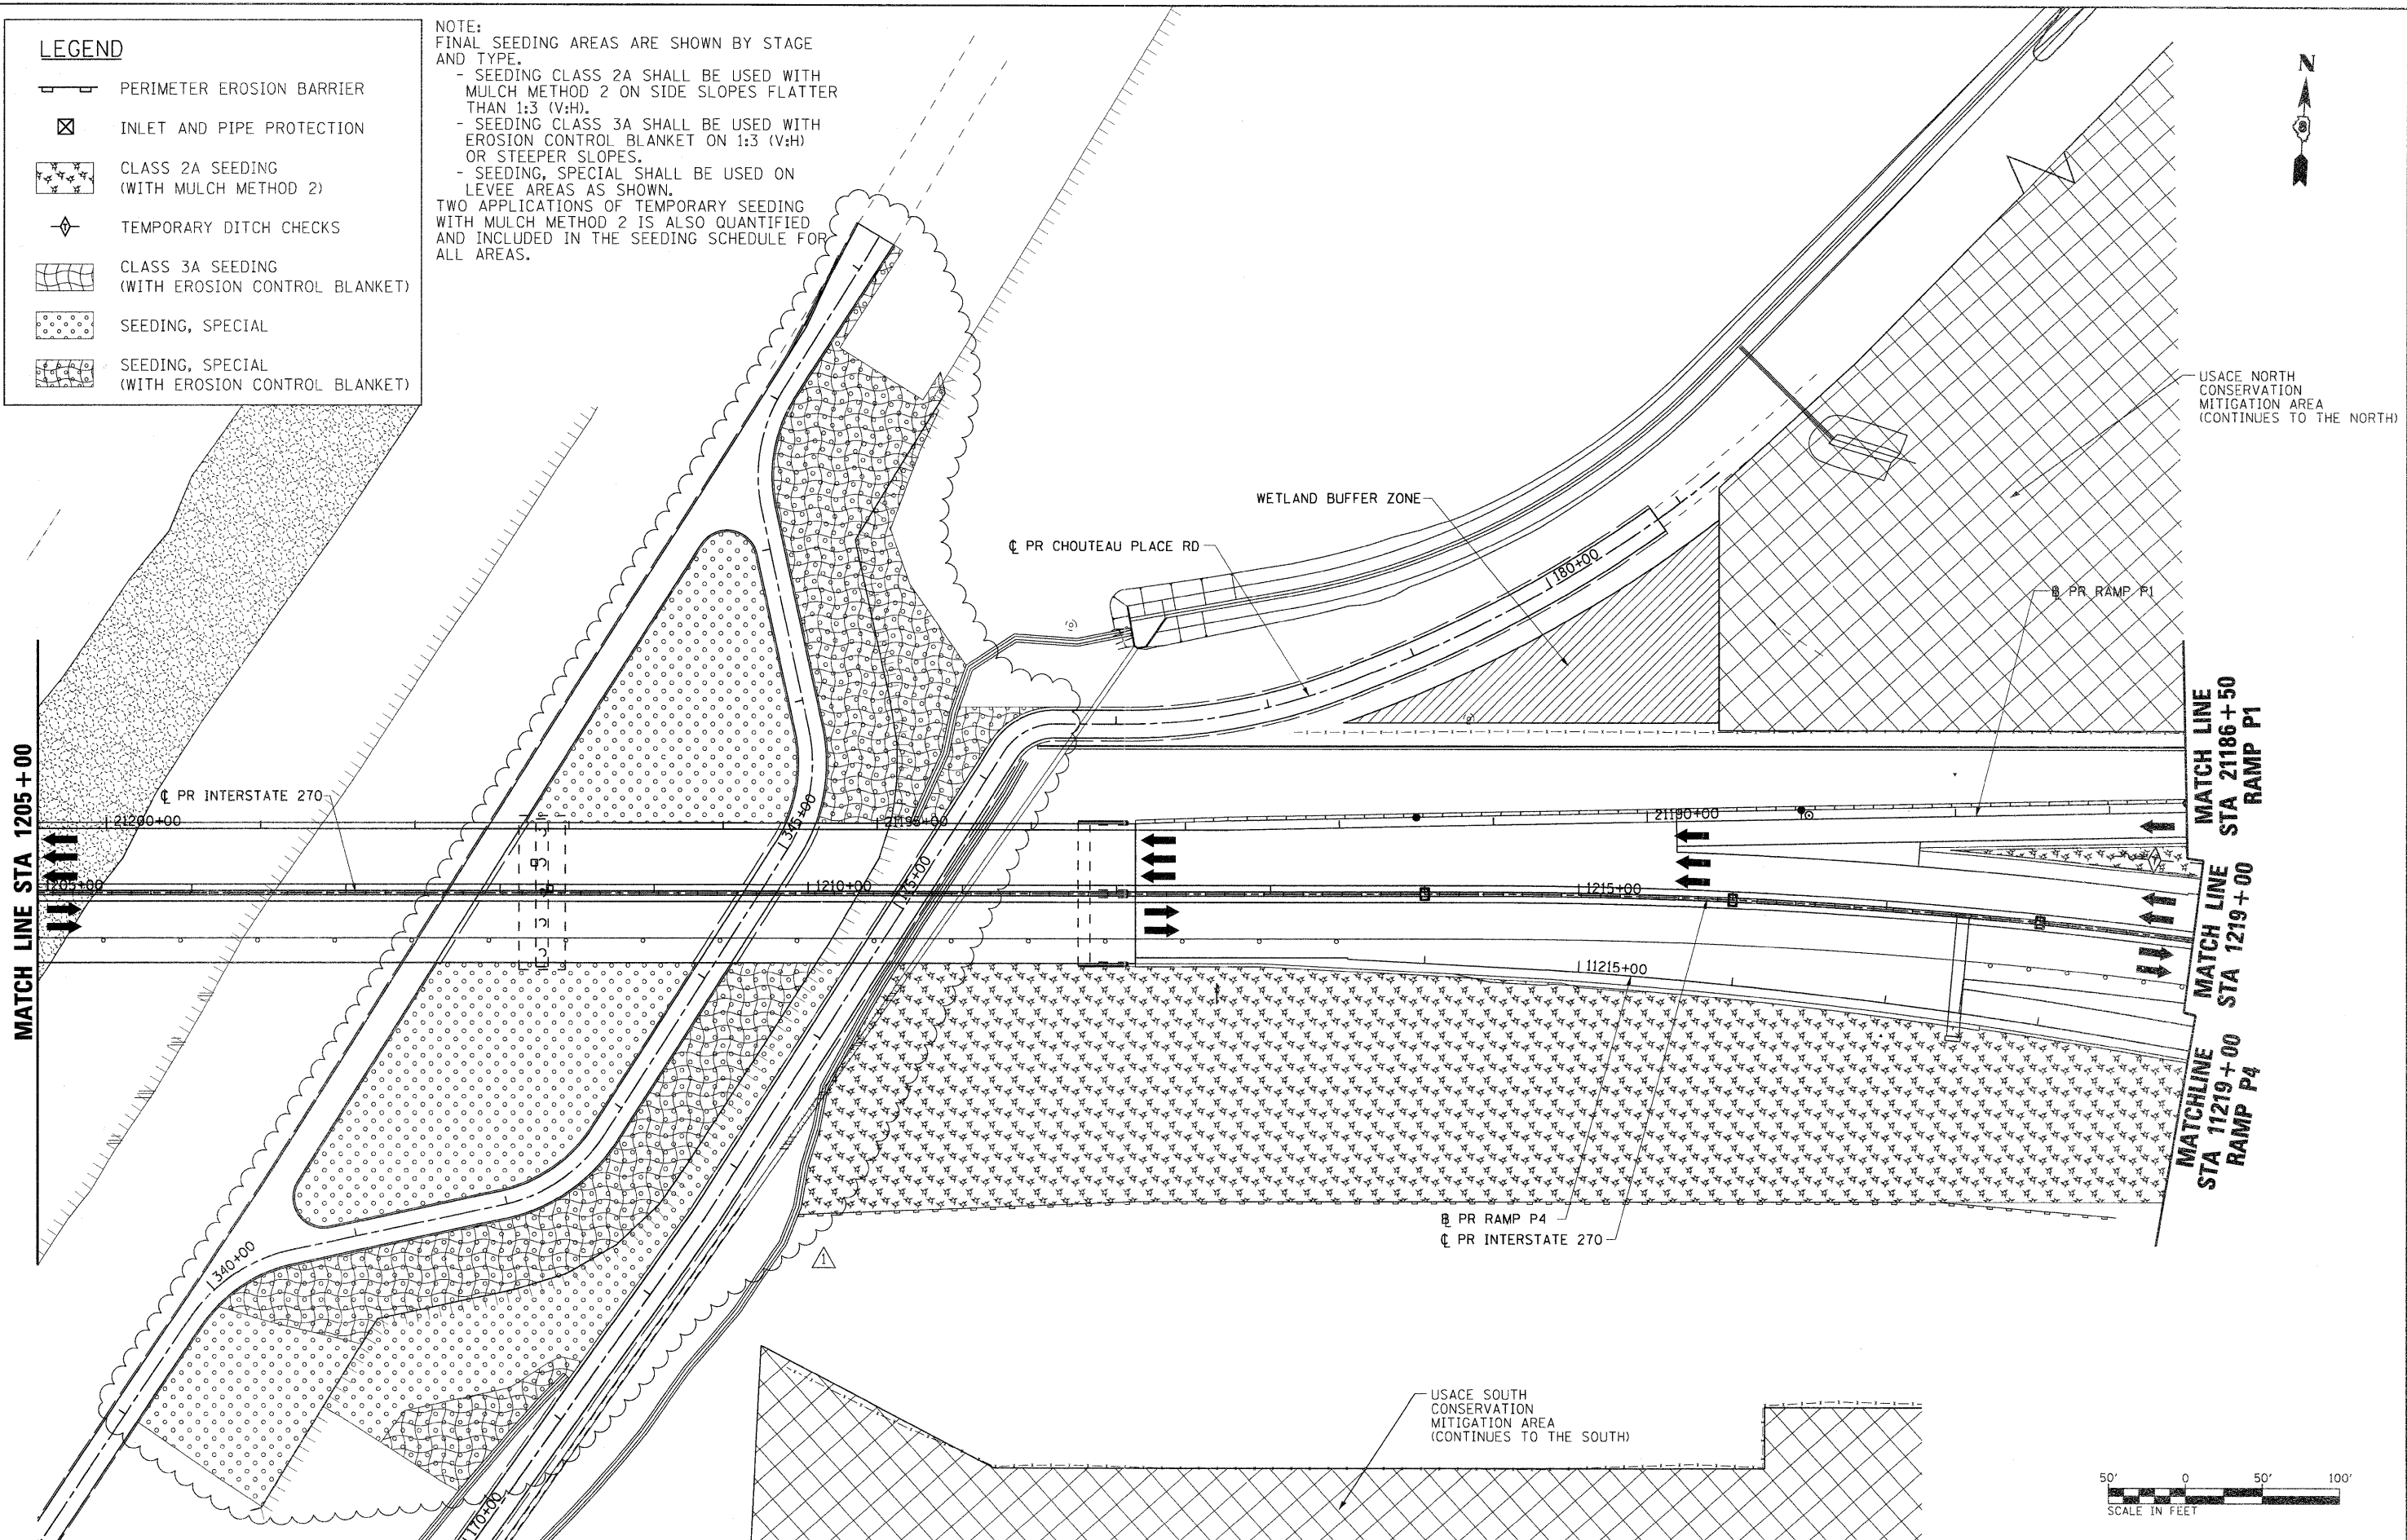 LEGEND
PERIMETER EROSION BARRIER
INLET AND PIPE PROTECTION
CLASS 2A SEEDING
(WITH MULCH METHOD 2)
TEMPORARY DITCH CHECKS
CLASS 3A SEEDING
(WITH EROSION CONTROL BLANKET)
SEEDING, SPECIAL
SEEDING, SPECIAL
(WITH EROSION CONTROL BLANKET)
NOTE:
FINAL SEEDING AREAS ARE SHOWN BY STAGE
AND TYPE.
- SEEDING CLASS 2A SHALL BE USED WITH
MULCH METHOD 2 ON SIDE SLOPES FLATTER
THAN 1:3 (V:H).
- SEEDING CLASS 3A SHALL BE USED WITH
EROSION CONTROL BLANKET ON 1:3 (V:H)
OR STEEPER SLOPES.
- SEEDING, SPECIAL SHALL BE USED ON
LEVEE AREAS AS SHOWN.
TWO APPLICATIONS OF TEMPORARY SEEDING
WITH MULCH METHOD 2 IS ALSO QUANTIFIED
AND INCLUDED IN THE SEEDING SCHEDULE FOR
ALL AREAS.
N
USACE NORTH
CONSERVATION
MITIGATION AREA
(CONTINUES TO THE NORTH)
WETLAND BUFFER ZONE
℄ PR CHOUTEAU PLACE RD
180+00
PR RAMP P1
MATCH LINE
STA 21186+50
RAMP P1
MATCH LINE STA 1205+00
℄ PR INTERSTATE 270
21200+00
345+00
21195+00
21190+00
1205+00
1210+00
175+00
1215+00
MATCH LINE
STA 1219+00
11215+00
MATCHLINE
STA 11219+00
RAMP P4
PR RAMP P4
℄ PR INTERSTATE 270
340+00
1
170+00
USACE SOUTH
CONSERVATION
MITIGATION AREA
(CONTINUES TO THE SOUTH)
50' 0 50' 100'
SCALE IN FEET